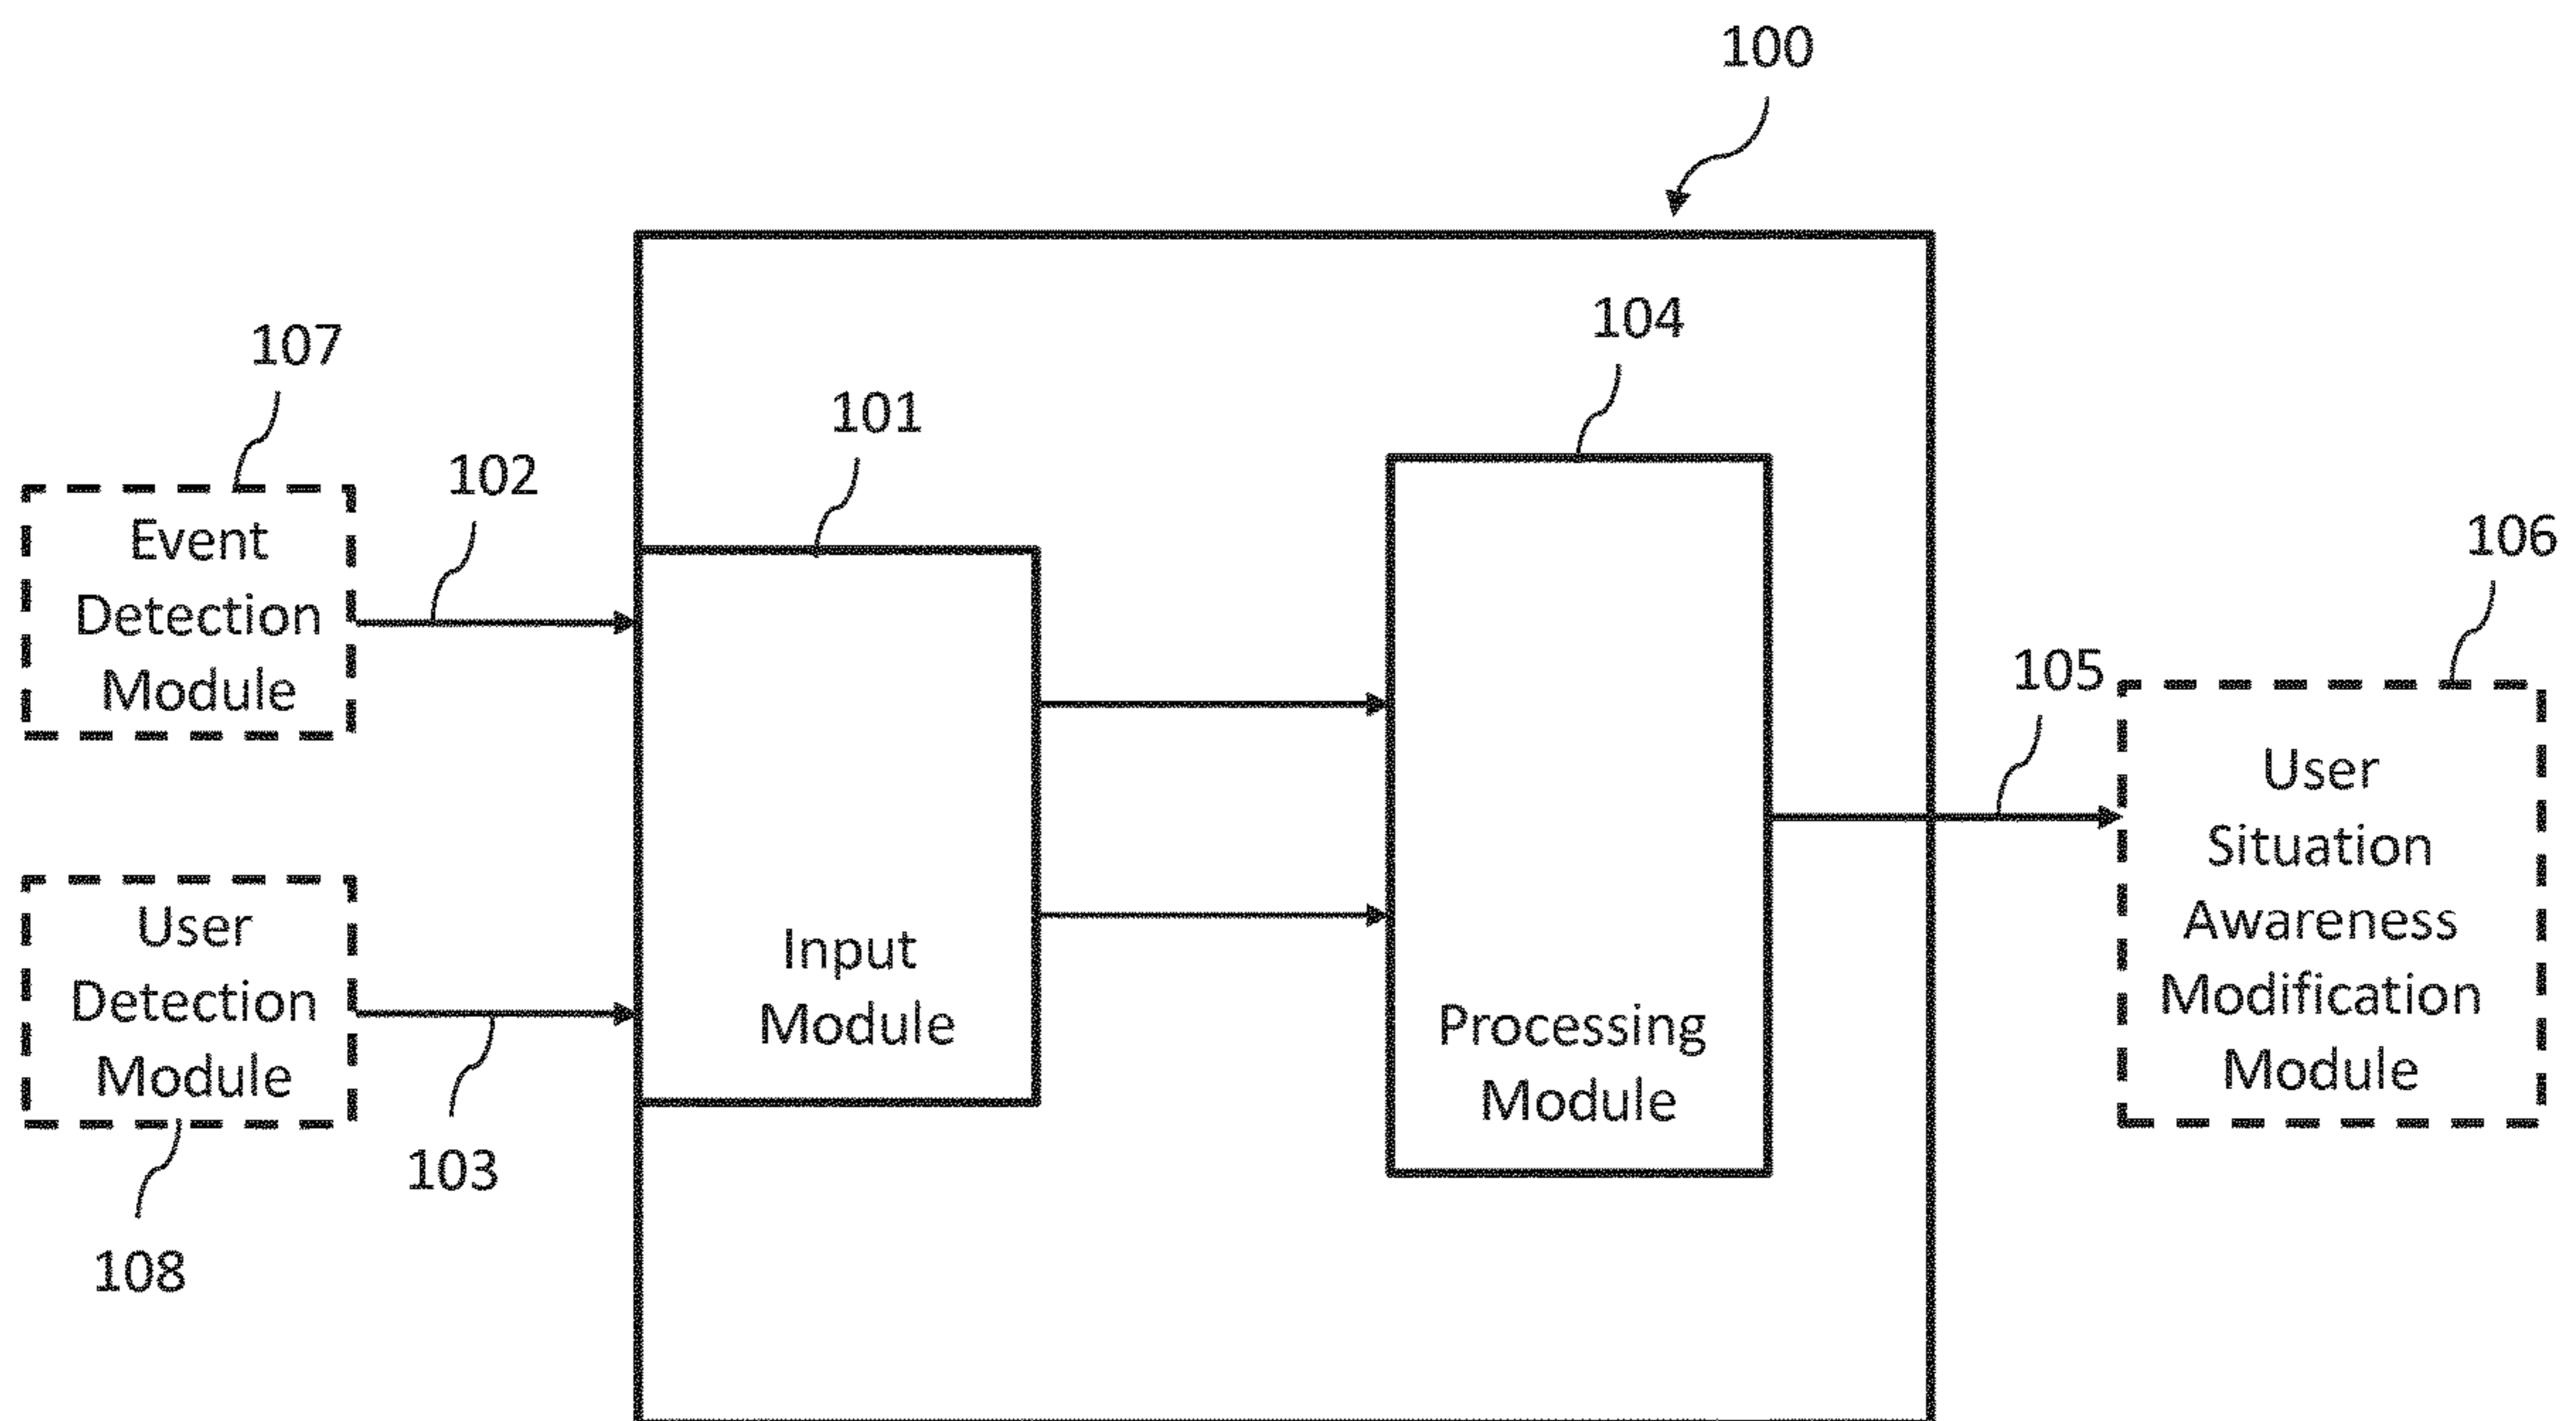 100
104
107
101
102
Event
Detection
Module
106
105
User
Situation
Awareness
Modification
Module
Input
Module
Processing
Module
User
Detection
Module
103
108